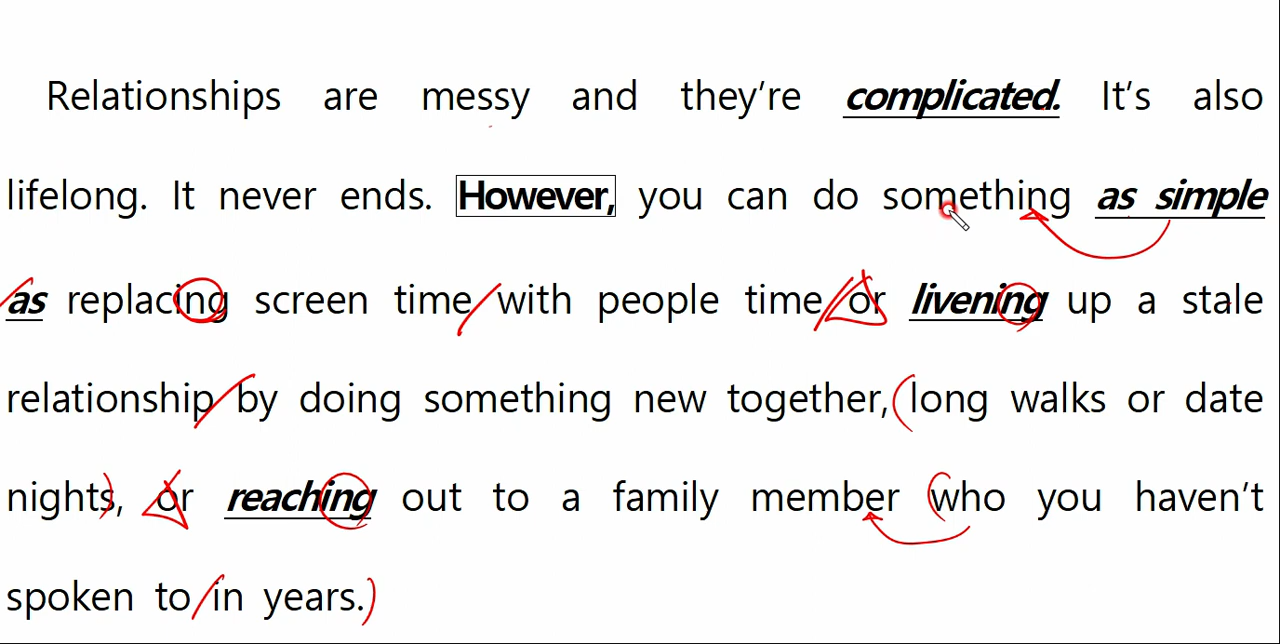 Relationships are messy and they're complicated. It's also
lifelong. It never ends. However, you can do something as simple
as replacing screen time with people time or livening up a stale
relationship by doing something new together, long walks or date
nights, or reaching out to a family member who you haven't
spoken to in years.